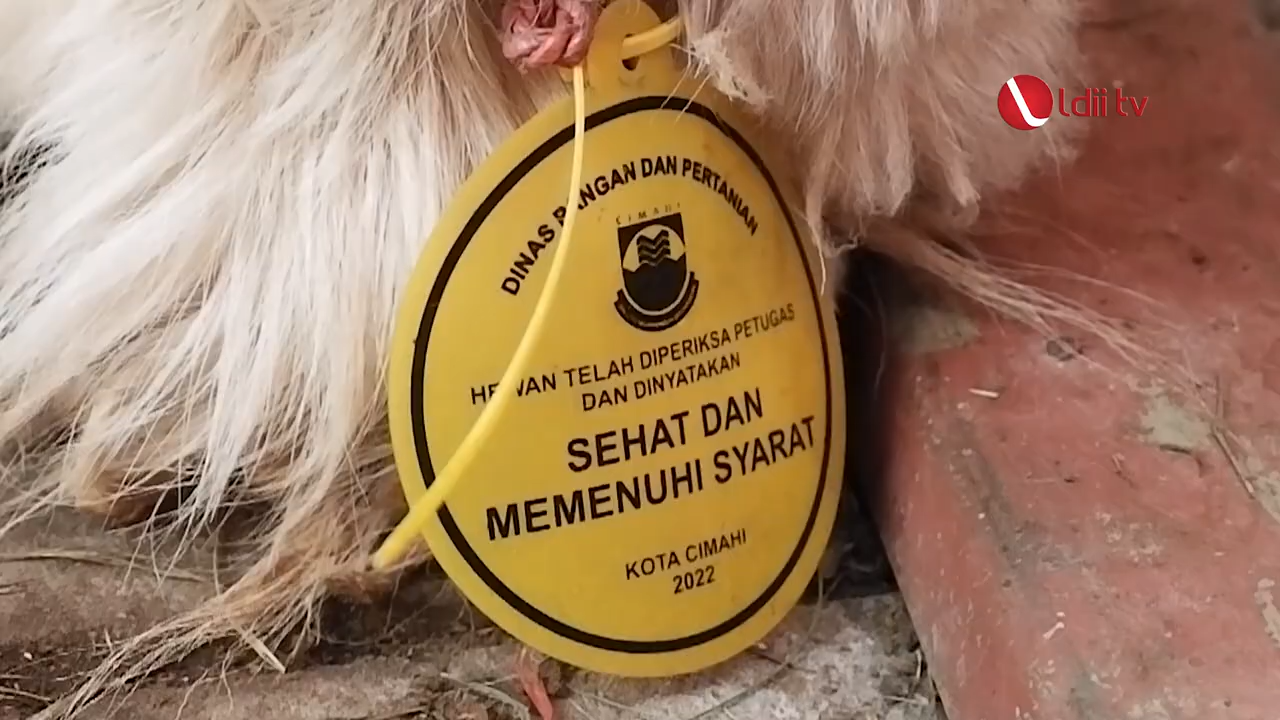 ldii tv
DINAS PANGAN DAN PERTANIAN
CIMAHI
HEWAN TELAH DIPERIKSA PETUGAS
DAN DINYATAKAN
SEHAT DAN
MEMENUHI SYARAT
KOTA CIMAHI
2022